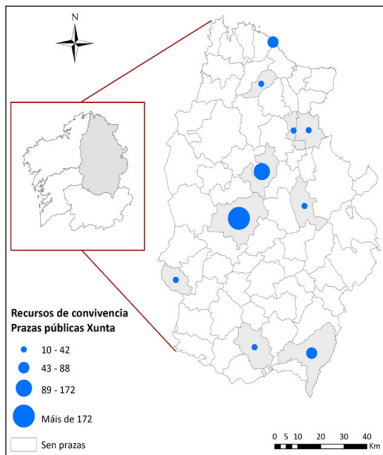 N
Recursos de convivencia
Prazas públicas Xunta
10 - 42
43 - 88
89 - 172
Máis de 172
Sen prazas
0 5 10 20 30 40
Km